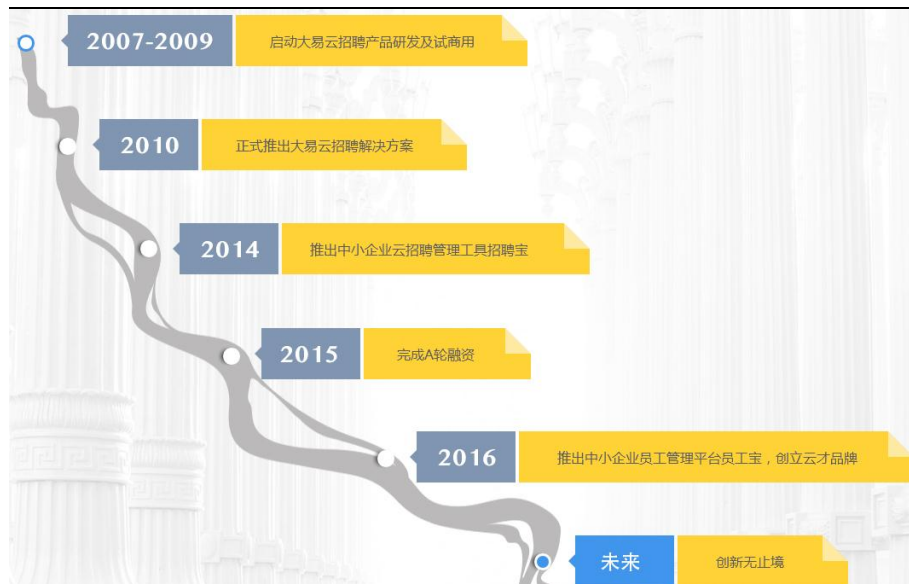 2007-2009 启动大易云招聘产品研发及试商用
2010 正式推出大易云招聘解决方案
2014 推出中小企业云招聘管理工具招聘宝
2015 完成A轮融资
2016 推出中小企业员工管理平台员工宝，创立云才品牌
未来 创新无止境